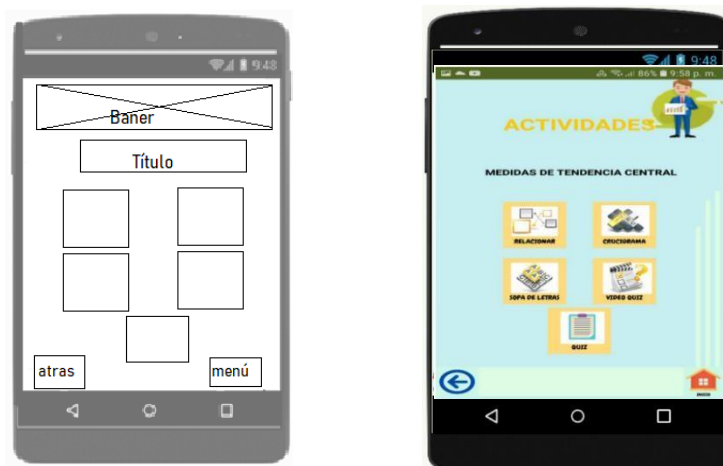 9:48
Baner
Título
atras
menú
9:48
86% 9:58 p. m.
ACTIVIDADES
MEDIDAS DE TENDENCIA CENTRAL
RELACIONAR
CRUCIGRAMA
SOPA DE LETRAS
VIDEO QUIZ
QUIZ
INICIO